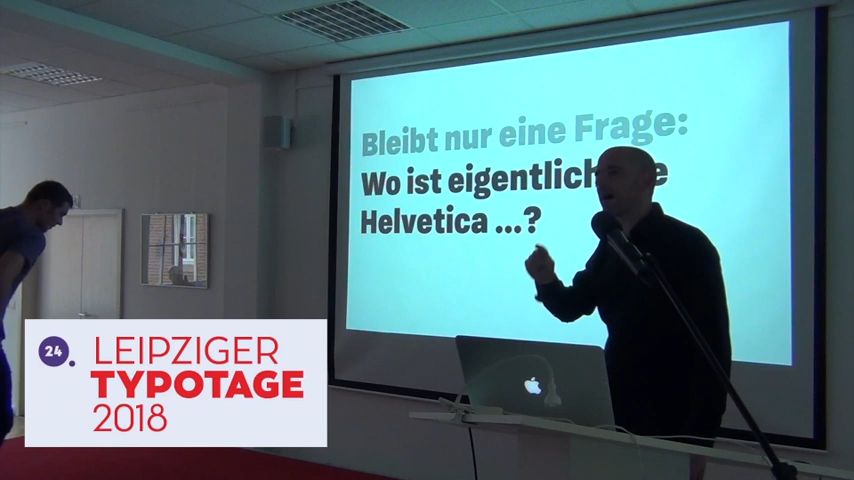 Bleibt nur eine Frage:
Wo ist eigentlich e
Helvetica ...?
24.
LEIPZIGER
TYPOTAGE
2018